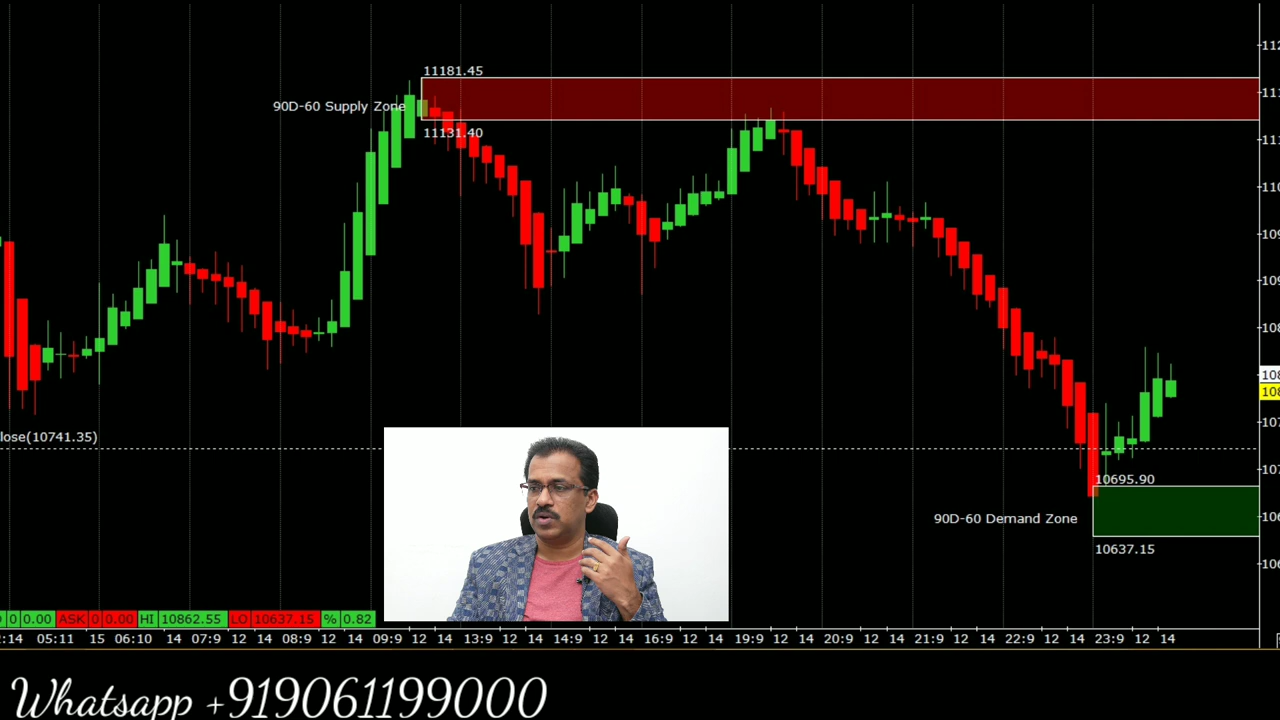 11181.45
90D-60 Supply Zone
11131.40
lose(10741.35)
10695.90
90D-60 Demand Zone
10637.15
0 0.00 ASK 0 0.00 HI 10862.55 LO 10637.15 % 0.82
2:14 05:11 15 06:10 14 07:9 12 14 08:9 12 14 09:9 12 14 13:9 12 14 14:9 12 14 16:9 12 14 19:9 12 14 20:9 12 14 21:9 12 14 22:9 12 14 23:9 12 14
Whatsapp +919061199000